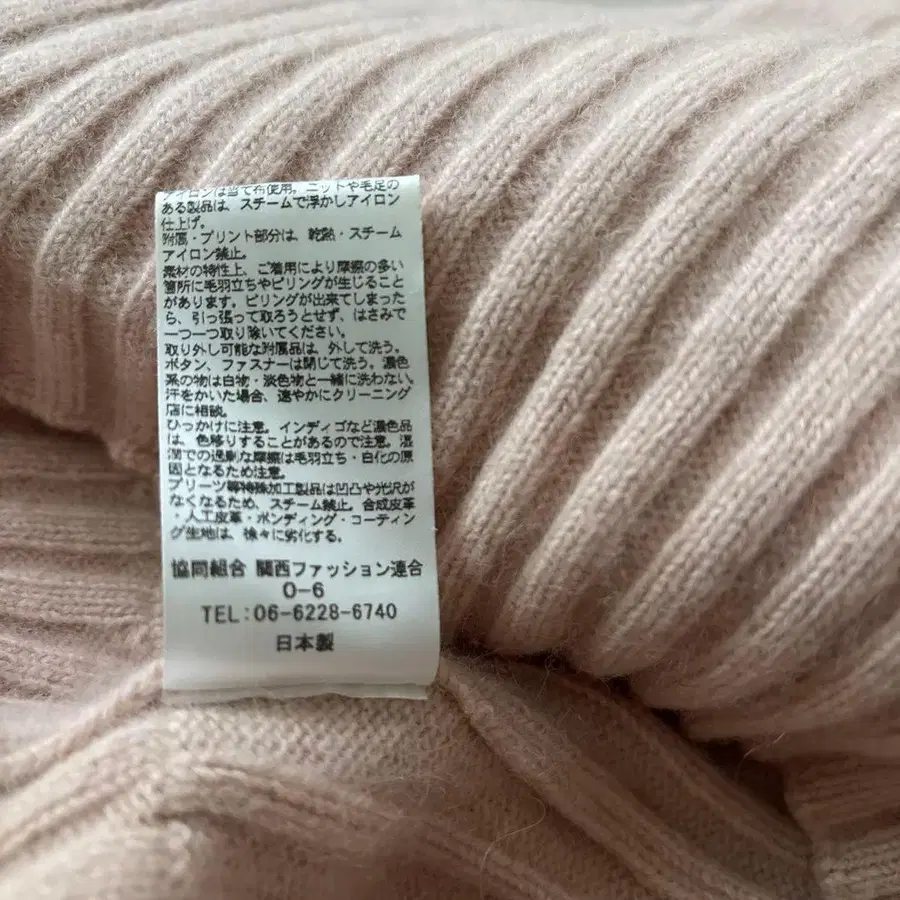 アイロンは当て布使用。ニットや毛足の
ある製品は、スチームで浮かしアイロン
仕上げ。
附属・プリント部分は、乾熱・スチーム
アイロン禁止。
素材の特性上、ご着用により摩擦の多い
箇所に毛羽立ちやピリングが生じること
があります。ピリングが出来てしまった
ら、引っ張って取ろうとせず、はさみで
一つ一つ取り除いてください。
取り外し可能な附属品は、外して洗う。
ボタン、ファスナーは閉じて洗う。濃色
系の物は白物・淡色物と一緒に洗わない。
汗をかいた場合、速やかにクリーニング
店に相談。
ひっかけに注意。インディゴなど濃色品
は、色移りすることがあるので注意。湿
潤での過剰な摩擦は毛羽立ち・白化の原
因となるため注意。
プリーツ等特殊加工製品は凹凸や光沢が
なくなるため、スチーム禁止。合成皮革
・人工皮革・ボンディング・コーティン
グ生地は、徐々に劣化する。
協同組合 関西ファッション連合
O-6
TEL:06-6228-6740
日本製